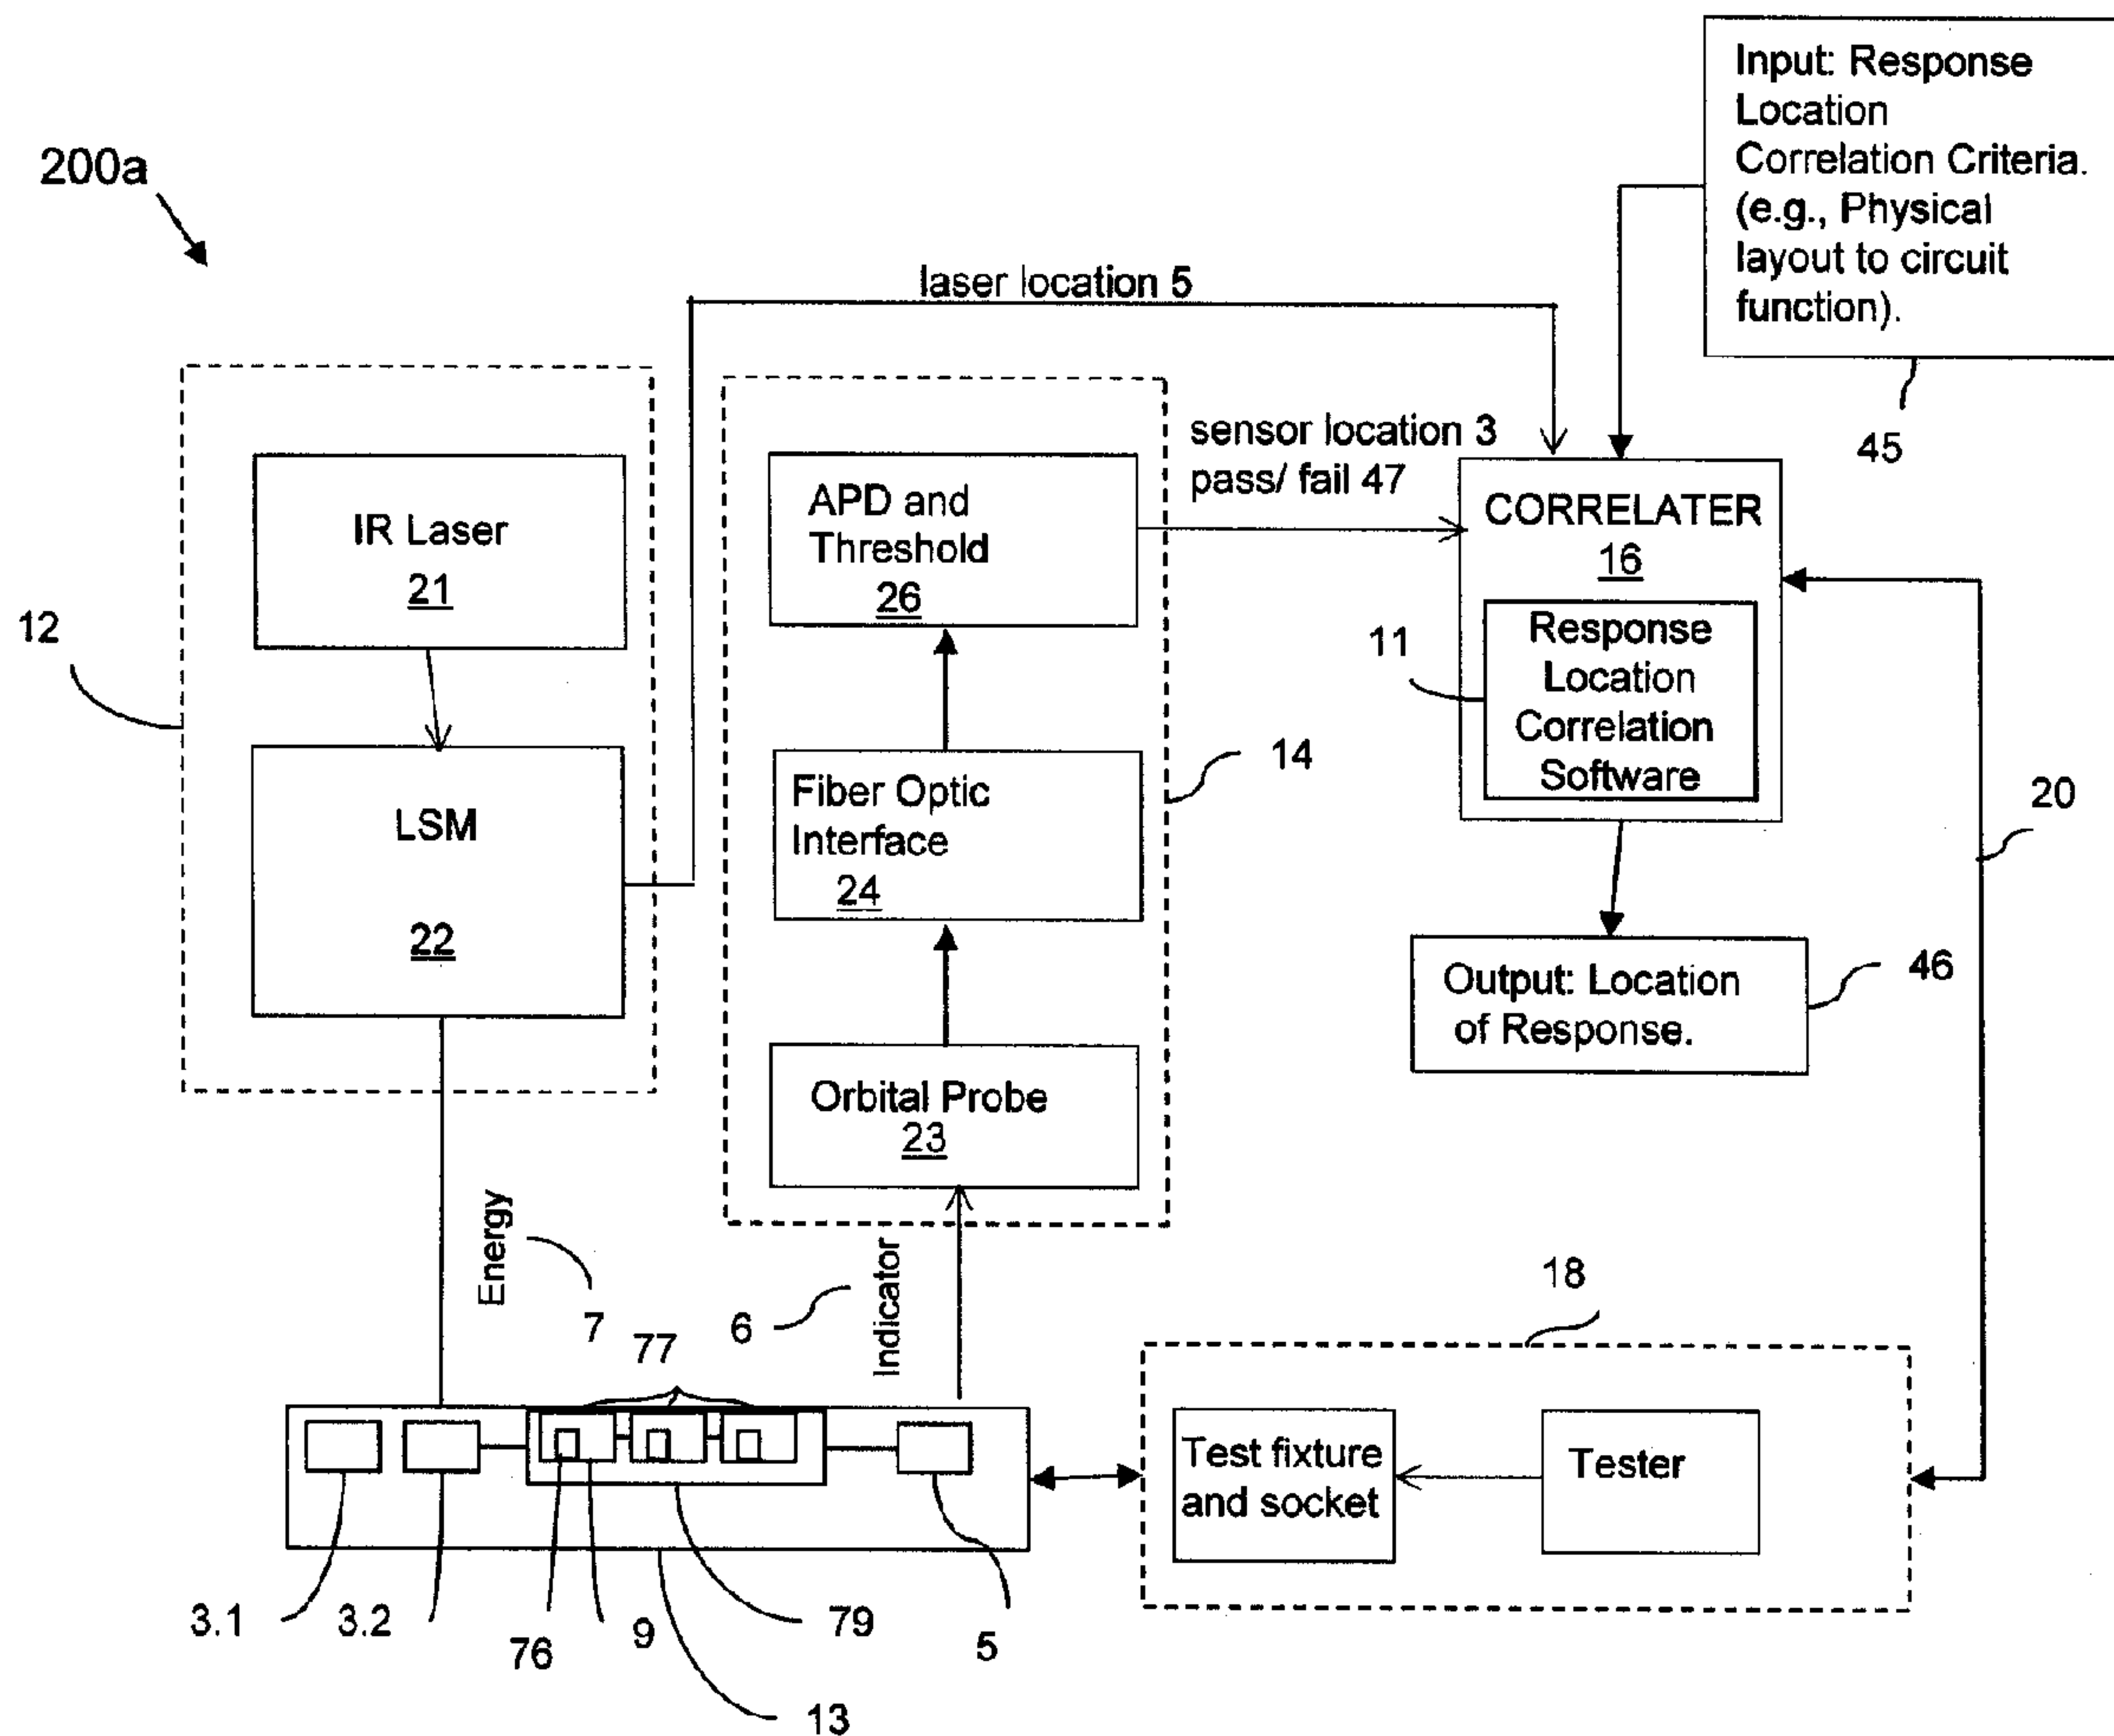 200a
Input: Response
Location
Correlation Criteria.
(e.g., Physical
layout to circuit
function).
45
laser location 5
12
IR Laser
21
LSM
22
APD and
Threshold
26
Fiber Optic
Interface
24
Orbital Probe
23
14
sensor location 3
pass/ fail 47
CORRELATER
16
11
Response
Location
Correlation
Software
20
Output: Location
of Response.
46
Energy
7
Indicator
6
77
18
Test fixture
and socket
Tester
3.1
3.2
76
9
79
5
13